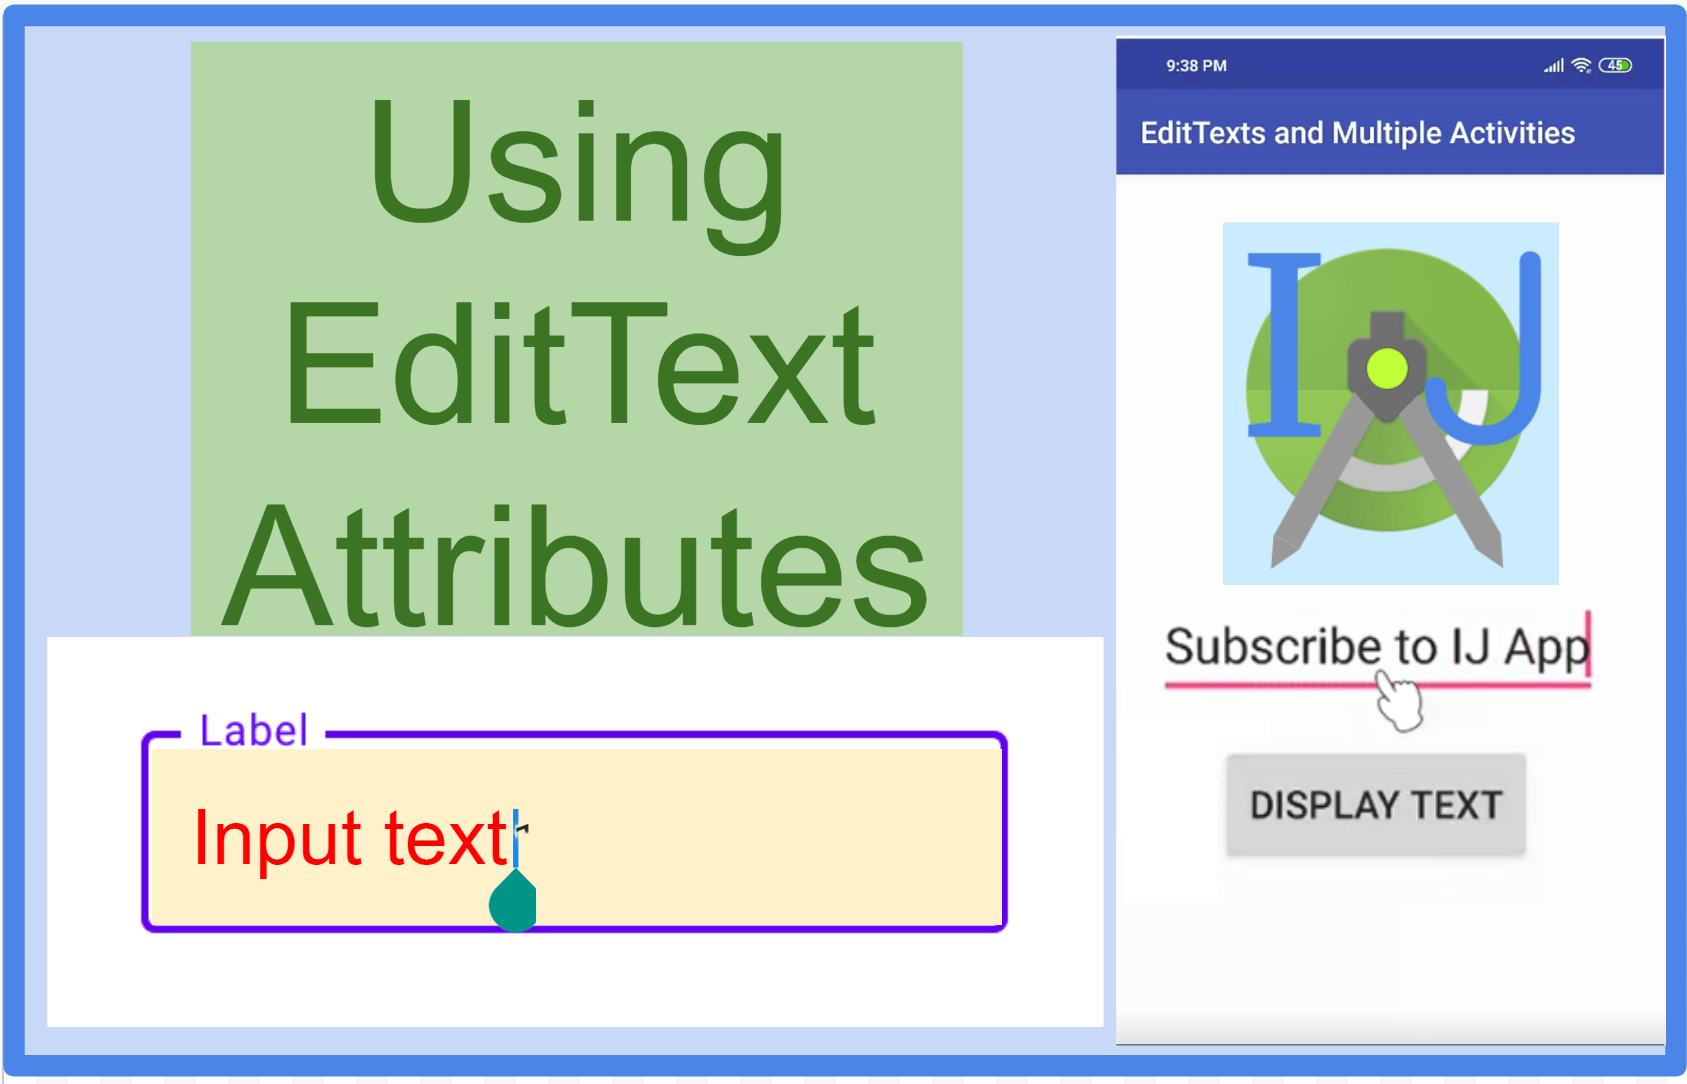 Using
EditText
Attributes
Label
Input text
9:38 PM
45
EditTexts and Multiple Activities
IJ
Subscribe to IJ App
DISPLAY TEXT